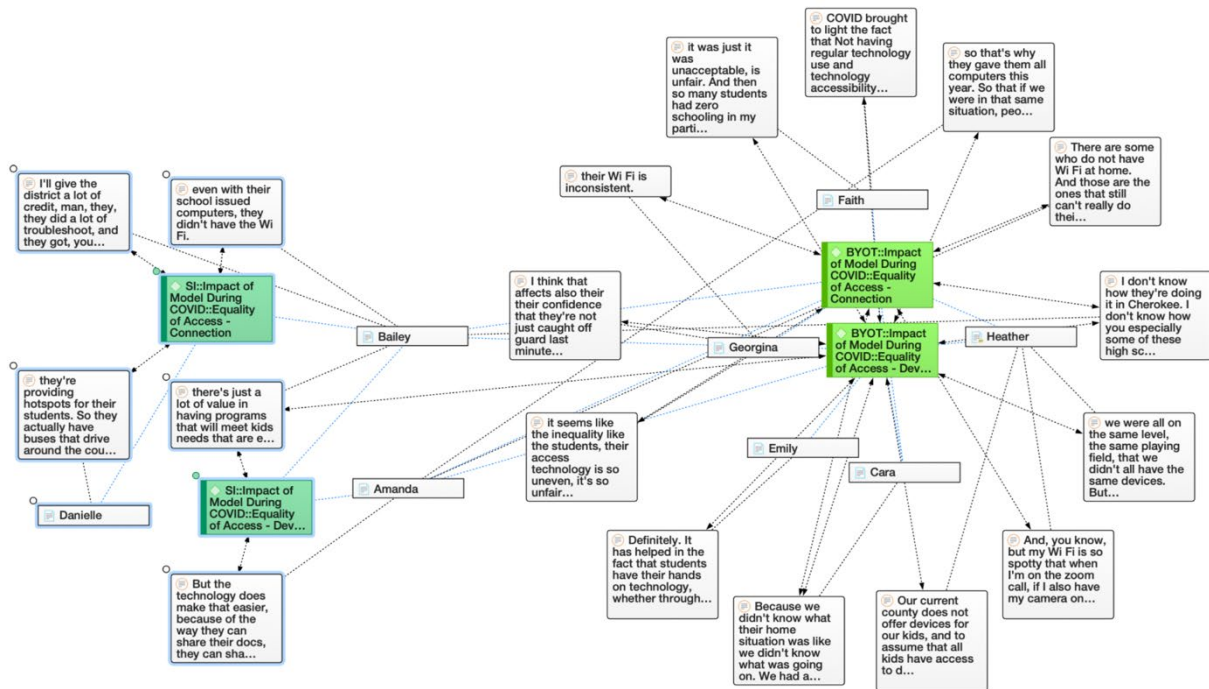 COVID brought
to light the fact
that Not having
regular technology
use and
technology
accessibility…
it was just it
was
unacceptable, is
unfair. And then
so many students
had zero
schooling in my
parti…
so that's why
they gave them all
computers this
year. So that if we
were in that same
situation, peo…
There are some
who do not have
Wi Fi at home.
And those are the
ones that still
can't really do
thei…
their Wi Fi is
inconsistent.
Faith
I'll give the
district a lot of
credit, man, they,
they did a lot of
troubleshoot, and
they got, you…
even with their
school issued
computers, they
didn't have the Wi
Fi.
BYOT::Impact of
Model During
COVID::Equality
of Access -
Connection
SI::Impact of
Model During
COVID::Equality
of Access -
Connection
I think that
affects also their
their confidence
that they're not
just caught off
guard last
minute…
I don't know
how they're doing
it in Cherokee. I
don't know how
you especially
some of these
high sc…
Bailey
Georgina
BYOT::Impact of
Model During
COVID::Equality
of Access - Dev…
Heather
they're
providing
hotspots for their
students. So they
actually have
buses that drive
around the cou…
there's just a
lot of value in
having programs
that will meet kids
needs that are e…
it seems like
the inequality like
the students, their
access
technology is so
uneven, it's so
unfair…
we were all on
the same level,
the same playing
field, that we
didn't all have the
same devices.
But…
Emily
Cara
Amanda
SI::Impact of
Model During
COVID::Equality
of Access - Dev…
Danielle
Definitely. It
has helped in the
fact that students
have their hands
on technology,
whether through…
And, you know,
but my Wi Fi is so
spotty that when
I'm on the zoom
call, if I also have
my camera on…
But the
technology does
make that easier,
because of the
way they can
share their docs,
they can sha…
Because we
didn't know what
their home
situation was like
we didn't know
what was going
on. We had a…
Our current
county does not
offer devices for
our kids, and to
assume that all
kids have access
to d…